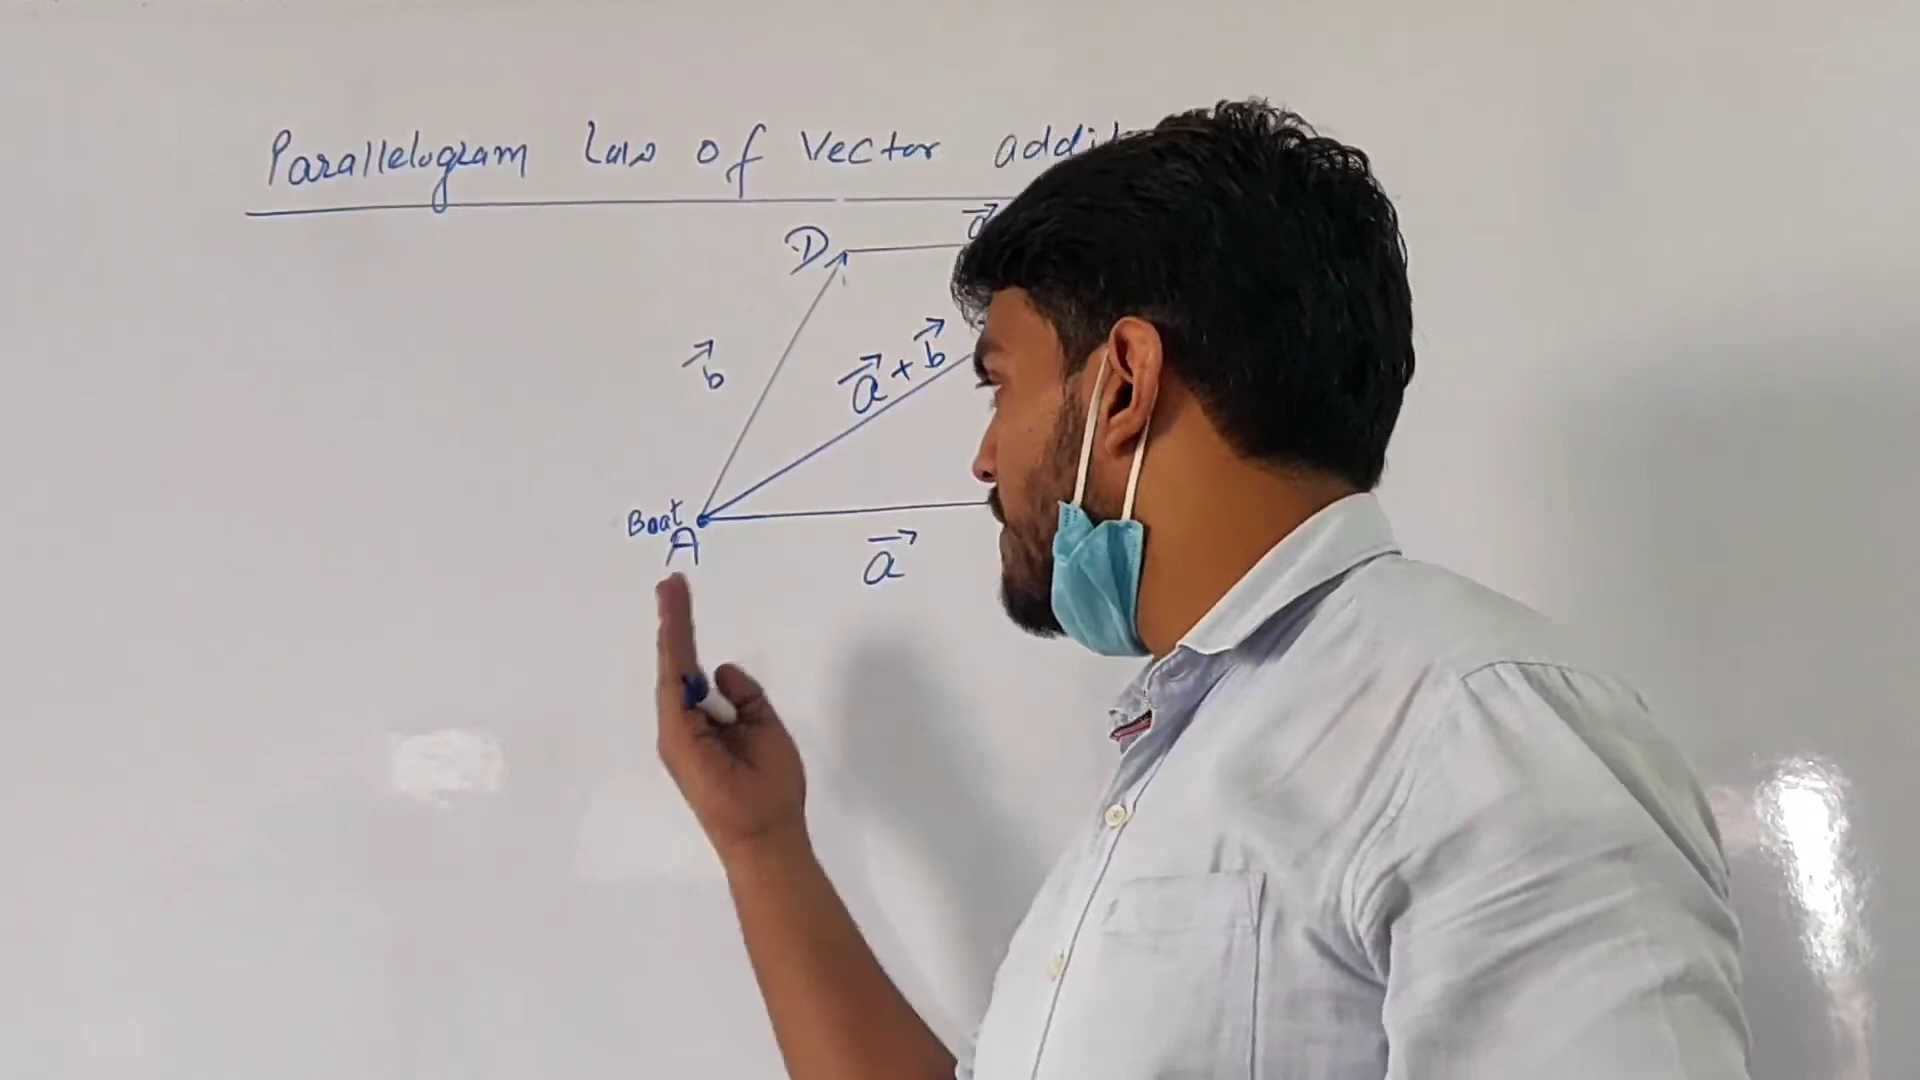 Parallelogram Law of Vector addi
D
a⃗
b⃗
a⃗ + b⃗
Boat
A
a⃗